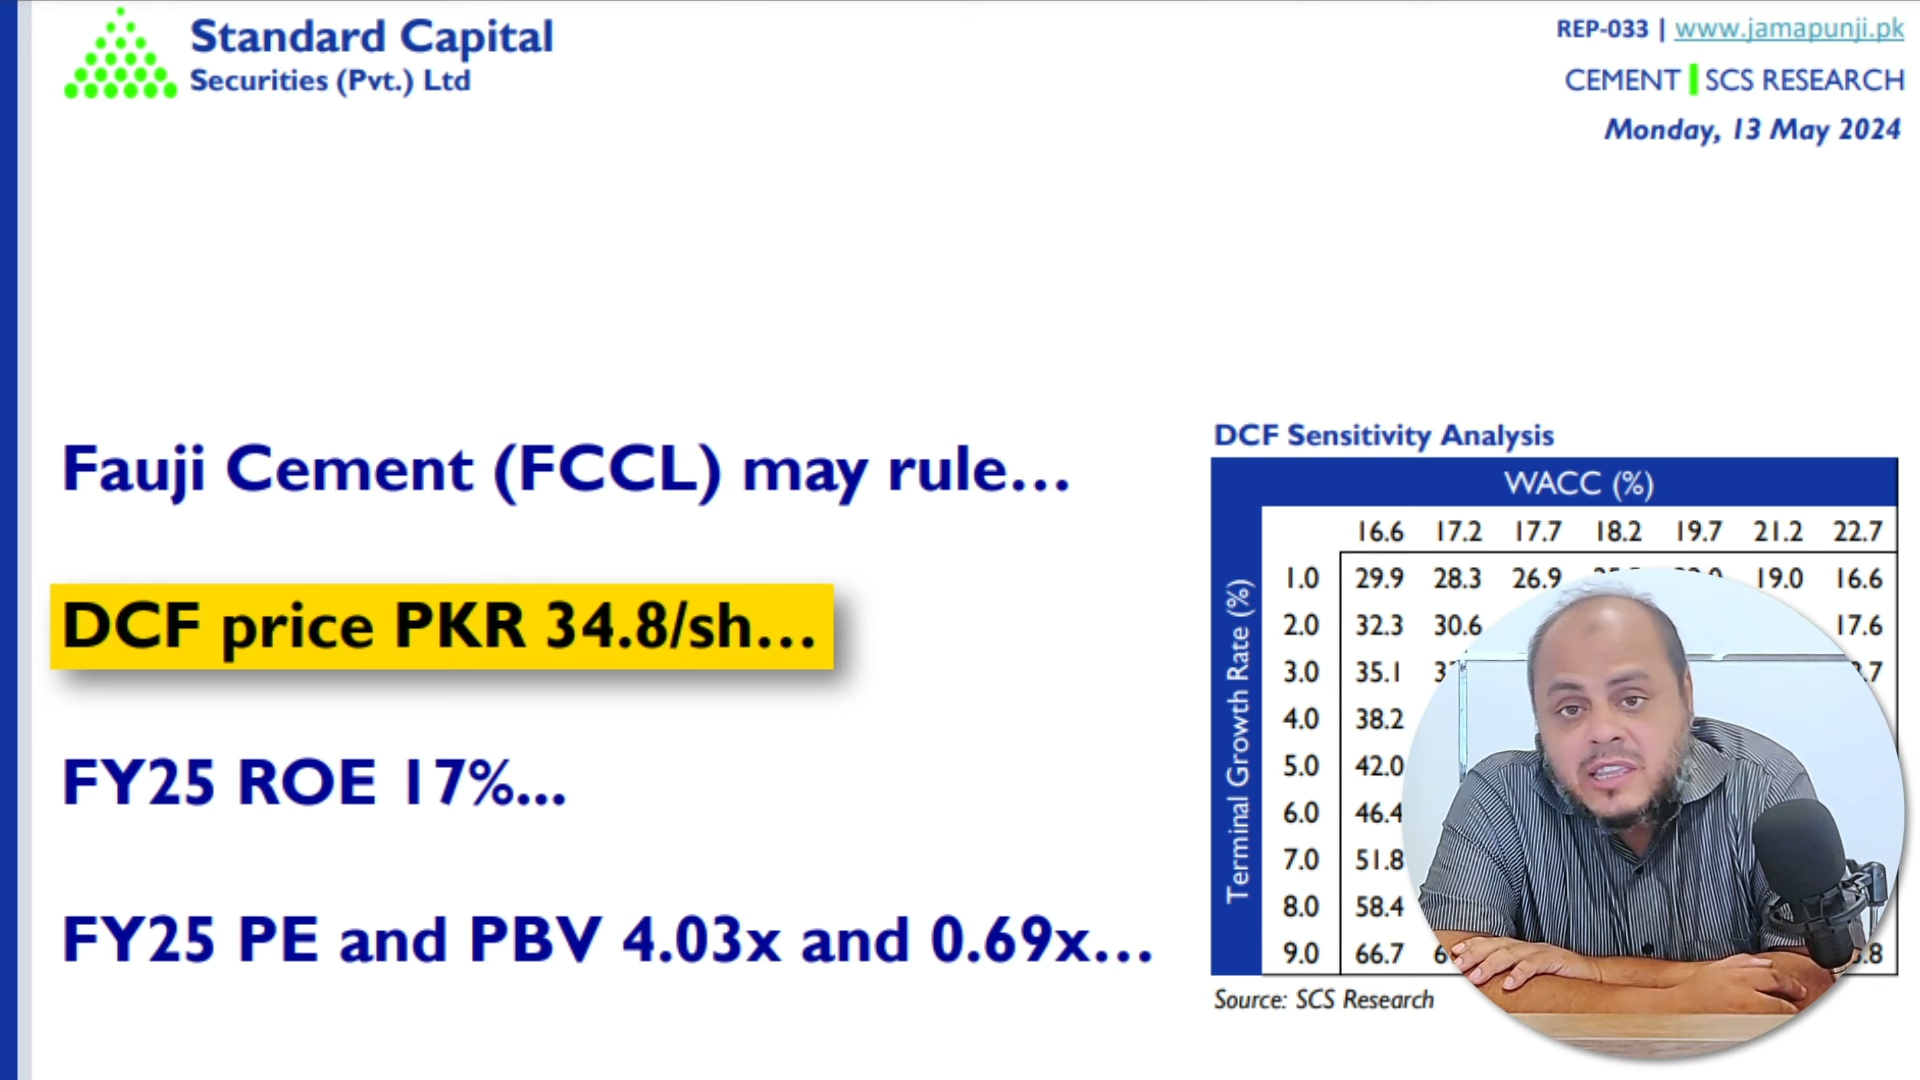 Standard Capital
Securities (Pvt.) Ltd
REP-033 | www.jamapunji.pk
CEMENT | SCS RESEARCH
Monday, 13 May 2024
Fauji Cement (FCCL) may rule…
DCF price PKR 34.8/sh…
FY25 ROE 17%...
FY25 PE and PBV 4.03x and 0.69x…
DCF Sensitivity Analysis
WACC (%)
Terminal Growth Rate (%)
16.6 17.2 17.7 18.2 19.7 21.2 22.7
1.0 29.9 28.3 26.9 19.0 16.6
2.0 32.3 30.6 17.6
3.0 35.1
4.0 38.2
5.0 42.0
6.0 46.4
7.0 51.8
8.0 58.4
9.0 66.7
Source: SCS Research